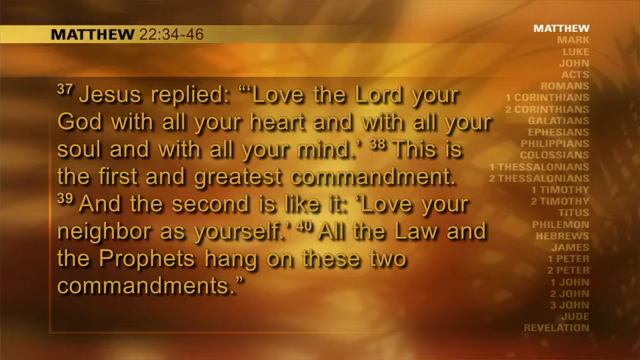 MATTHEW 22:34-46
37 Jesus replied: “‘Love the Lord your
God with all your heart and with all your
soul and with all your mind.’ 38 This is
the first and greatest commandment.
39 And the second is like it: ‘Love your
neighbor as yourself.’ 40 All the Law and
the Prophets hang on these two
commandments.”
MATTHEW
MARK
LUKE
JOHN
ACTS
ROMANS
1 CORINTHIANS
2 CORINTHIANS
GALATIANS
EPHESIANS
PHILIPPIANS
COLOSSIANS
1 THESSALONIANS
2 THESSALONIANS
1 TIMOTHY
2 TIMOTHY
TITUS
PHILEMON
HEBREWS
JAMES
1 PETER
2 PETER
1 JOHN
2 JOHN
3 JOHN
JUDE
REVELATION